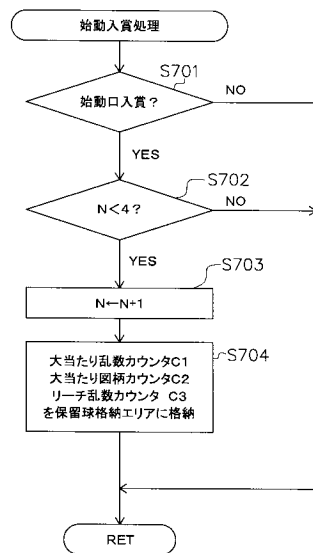 始動入賞処理
S701
始動口入賞？
NO
YES
S702
N<4？
NO
YES
S703
N←N+1
S704
大当たり乱数カウンタC1
大当たり図柄カウンタC2
リーチ乱数カウンタ C3
を保留球格納エリアに格納
RET